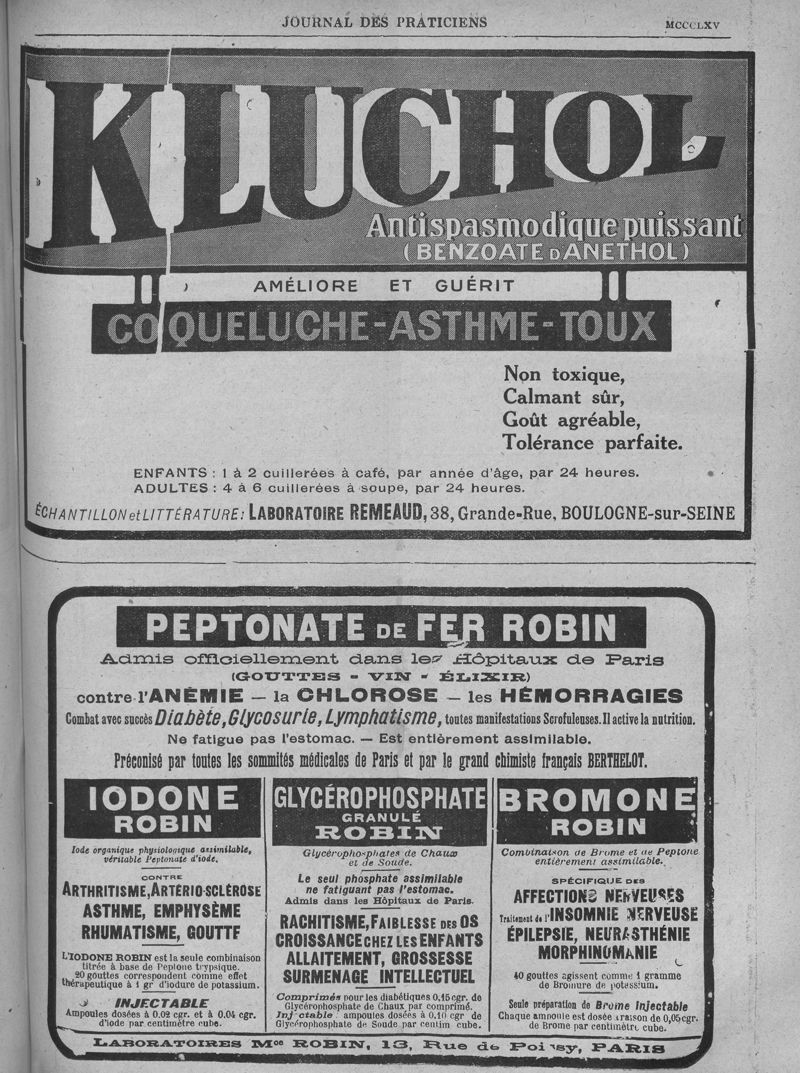 JOURNAL DES PRATICIENS
MCCCLXV
KLUCHOL
Antispasmodique puissant
(BENZOATE D'ANETHOL)
AMÉLIORE ET GUÉRIT
COQUELUCHE-ASTHME-TOUX
Non toxique,
Calmant sûr,
Goût agréable,
Tolérance parfaite.
ENFANTS : 1 à 2 cuillerées à café, par année d'âge, par 24 heures.
ADULTES : 4 à 6 cuillerées à soupe, par 24 heures.
ÉCHANTILLON et LITTÉRATURE: LABORATOIRE REMEAUD, 38, Grande-Rue, BOULOGNE-sur-SEINE
PEPTONATE DE FER ROBIN
Admis officiellement dans les Hôpitaux de Paris
(GOUTTES - VIN - ÉLIXIR)
contre l'ANÉMIE — la CHLOROSE — les HÉMORRAGIES
Combat avec succès Diabète, Glycosurie, Lymphatisme, toutes manifestations Scrofuleuses. Il active la nutrition.
Ne fatigue pas l'estomac. — Est entièrement assimilable.
Préconisé par toutes les sommités médicales de Paris et par le grand chimiste français BERTHELOT.
IODONE
ROBIN
Iode organique physiologique assimilable,
véritable Peptonate d'iode.
CONTRE
ARTHRITISME, ARTÉRIO-SCLÉROSE
ASTHME, EMPHYSÈME
RHUMATISME, GOUTTE
L'IODONE ROBIN est la seule combinaison
titrée à base de Peptone trypsique.
20 gouttes correspondent comme effet
thérapeutique à 1 gr d'iodure de potassium.
INJECTABLE
Ampoules dosées à 0.02 cgr. et à 0.04 cgr.
d'iode par centimètre cube.
GLYCÉROPHOSPHATE
GRANULÉ
ROBIN
Glycérophosphates de Chaux
et de Soude.
Le seul phosphate assimilable
ne fatiguant pas l'estomac.
Admis dans les Hôpitaux de Paris.
RACHITISME, FAIBLESSE DES OS
CROISSANCE CHEZ LES ENFANTS
ALLAITEMENT, GROSSESSE
SURMENAGE INTELLECTUEL
Comprimés pour les diabétiques 0,15 cgr. de
Glycérophosphate de Chaux par comprimé.
Injectable : ampoules dosées à 0.10 cgr de
Glycérophosphate de Soude par centim cube.
BROMONE
ROBIN
Combinaison de Brome et de Peptone
entièrement assimilable.
SPÉCIFIQUE DES
AFFECTIONS NERVEUSES
Traitement de l'INSOMNIE NERVEUSE
ÉPILEPSIE, NEURASTHÉNIE
MORPHINOMANIE
40 gouttes agissent comme 1 gramme
de Bromure de potassium.
Seule préparation de Brome Injectable
Chaque ampoule est dosée à raison de 0,05 cgr.
de Brome par centimètre cube.
LABORATOIRES Mce ROBIN, 13, Rue de Poissy, PARIS